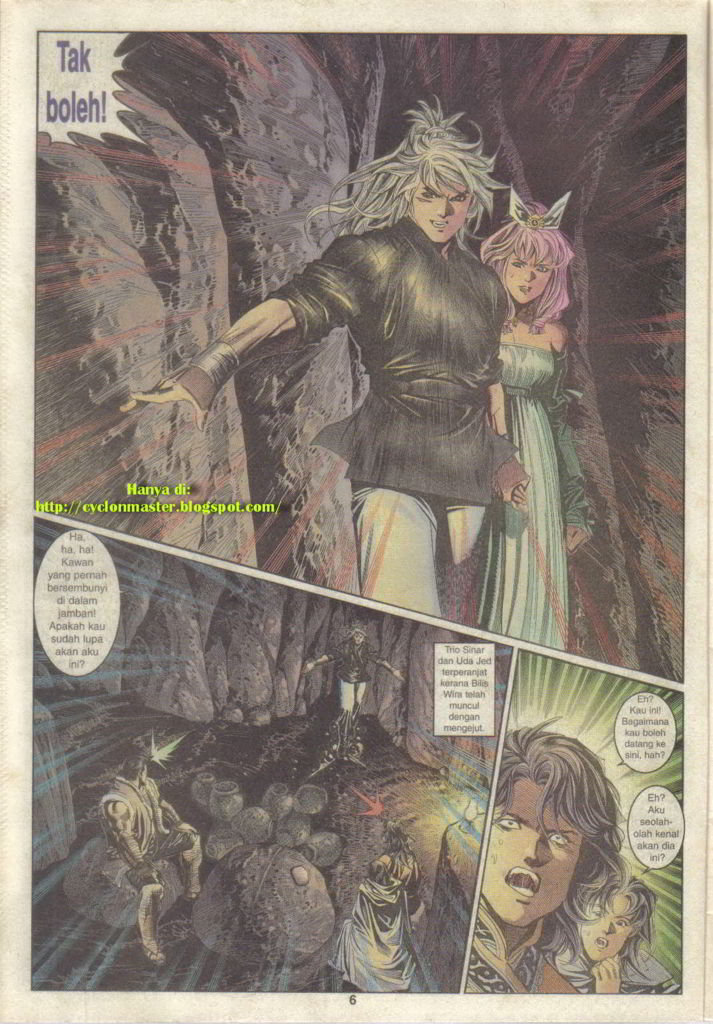 Tak
boleh!
Hanya di:
http://cyclonmaster.blogspot.com/
Ha,
ha, ha!
Kawan
yang pernah
bersembunyi
di dalam
jamban!
Apakah kau
sudah lupa
akan aku
ini?
Trio Sinar
dan Uda Jed
terperanjat
kerana Bilis
Wira telah
muncul
dengan
mengejut.
Eh?
Kau ini!
Bagaimana
kau boleh
datang ke
sini, hah?
Eh?
Aku
seolah-
olah kenal
akan dia
ini?
6